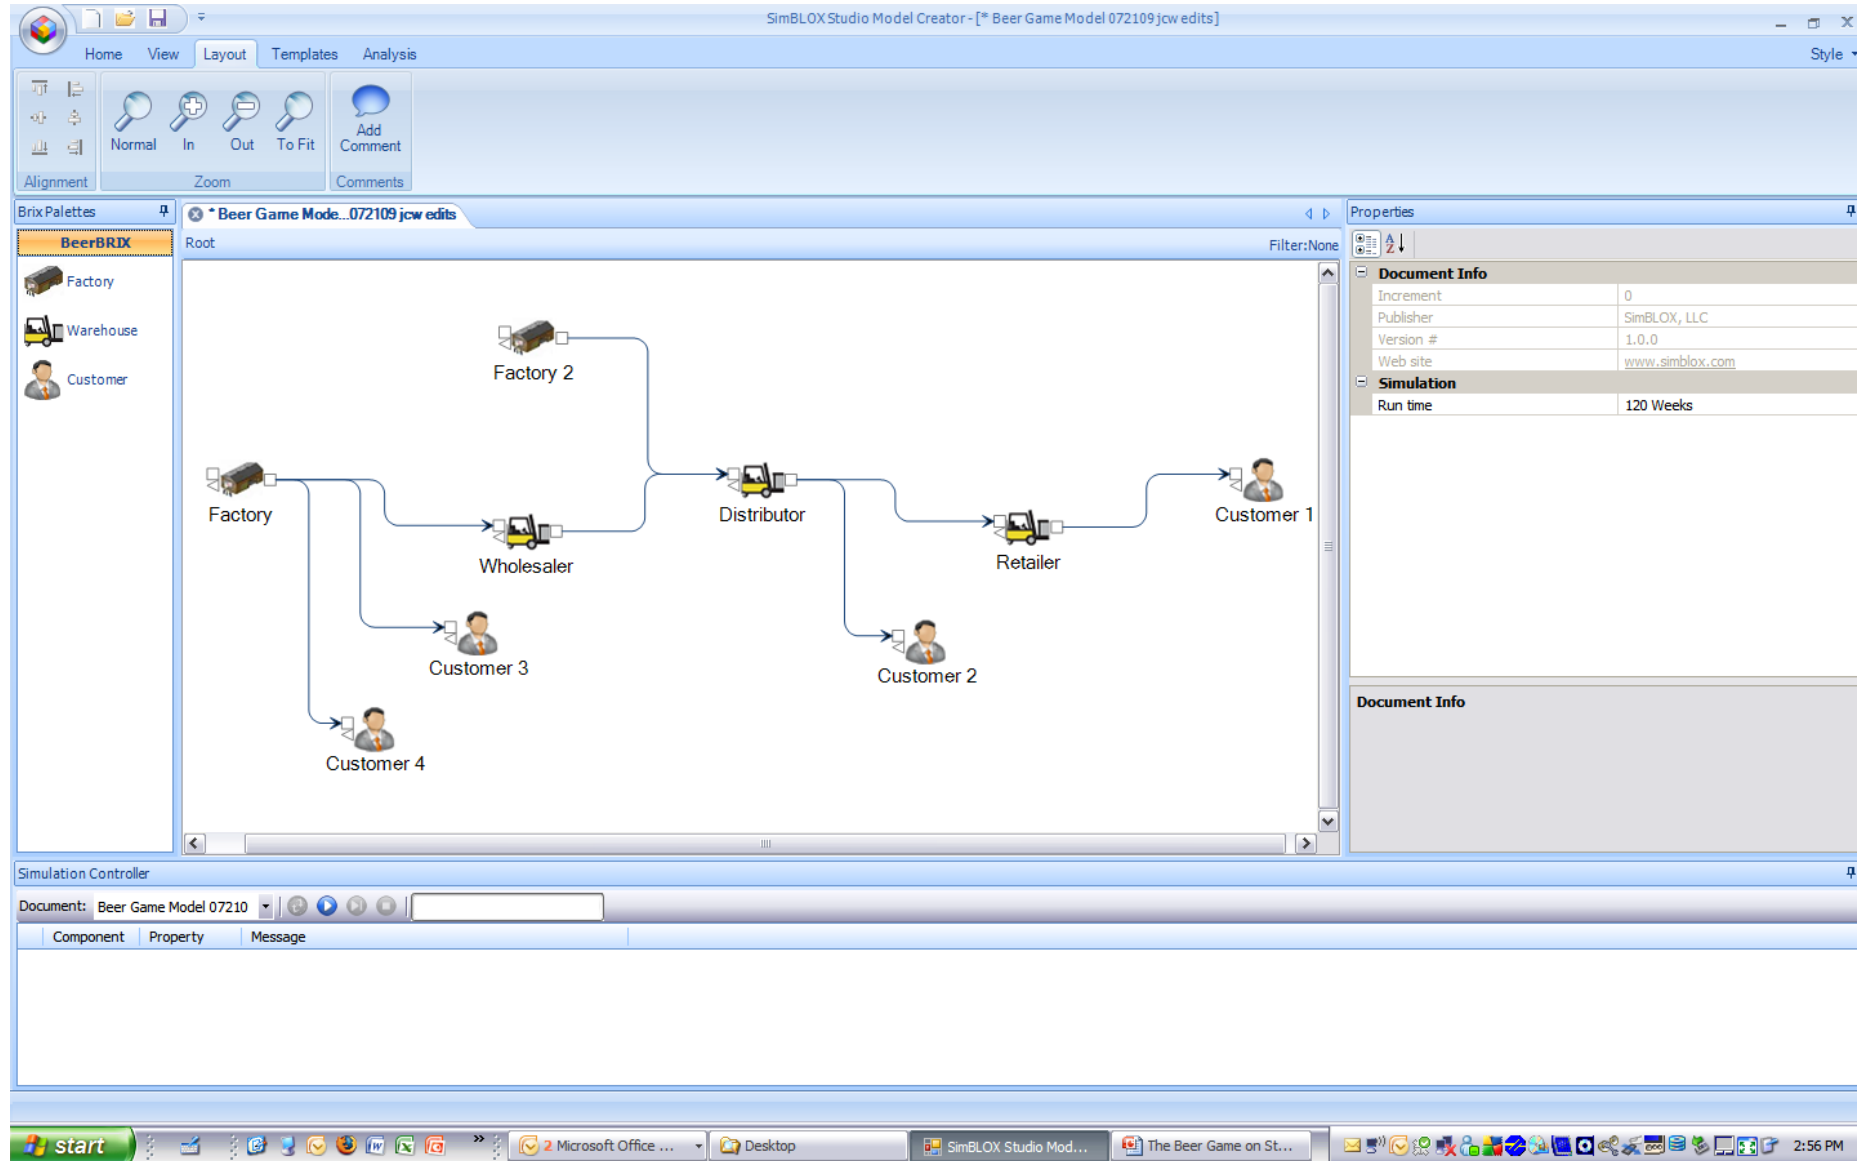 SimBLOX Studio Model Creator - [* Beer Game Model 072109 jcw edits]
Home View Layout Templates Analysis
Style
Normal In Out To Fit
Add Comment
Alignment Zoom Comments
Brix Palettes
BeerBRIX
Factory
Warehouse
Customer
* Beer Game Mode...072109 jcw edits
Root
Filter:None
Factory 2
Factory
Wholesaler
Distributor
Retailer
Customer 1
Customer 3
Customer 2
Customer 4
Properties
Document Info
Increment 0
Publisher SimBLOX, LLC
Version # 1.0.0
Web site www.simblox.com
Simulation
Run time 120 Weeks
Document Info
Simulation Controller
Document: Beer Game Model 07210
Component Property Message
start
2 Microsoft Office ...
Desktop
SimBLOX Studio Mod...
The Beer Game on St...
2:56 PM